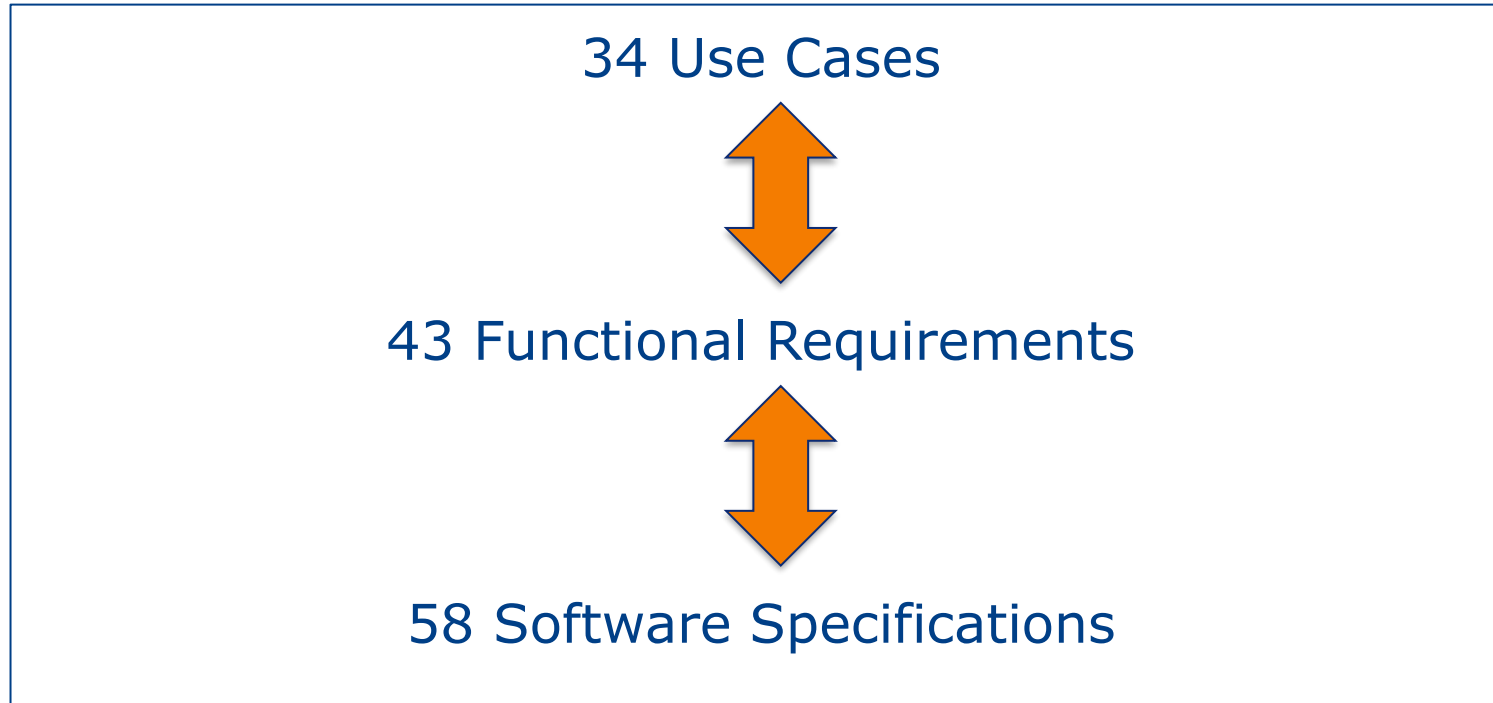 34 Use Cases
43 Functional Requirements
58 Software Specifications